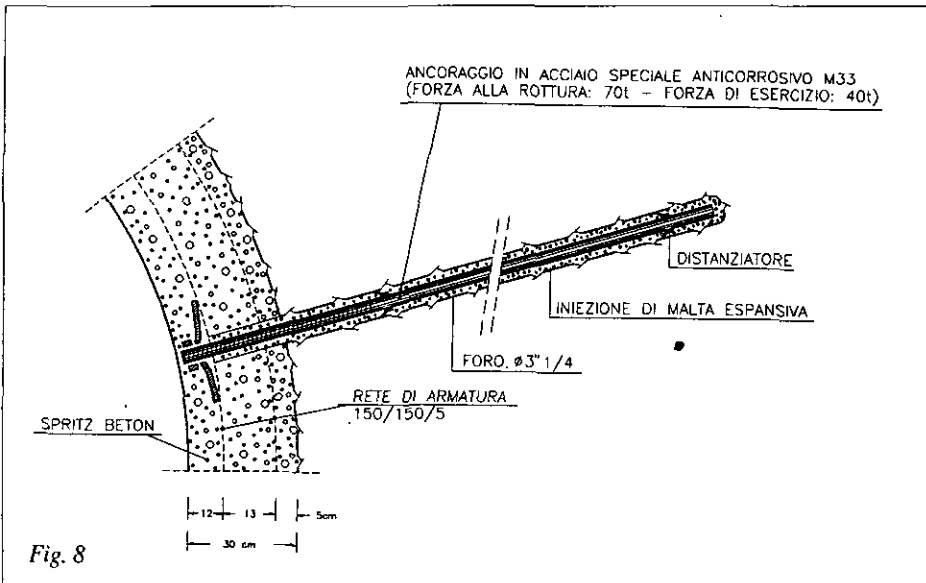 ANCORAGGIO IN ACCIAIO SPECIALE ANTICORROSIVO M33
(FORZA ALLA ROTTURA: 70t – FORZA DI ESERCIZIO: 40t)
DISTANZIATORE
INIEZIONE DI MALTA ESPANSIVA
FORO. ø3" 1/4
RETE DI ARMATURA
150/150/5
SPRITZ BETON
12 13 5cm
30 cm
Fig. 8